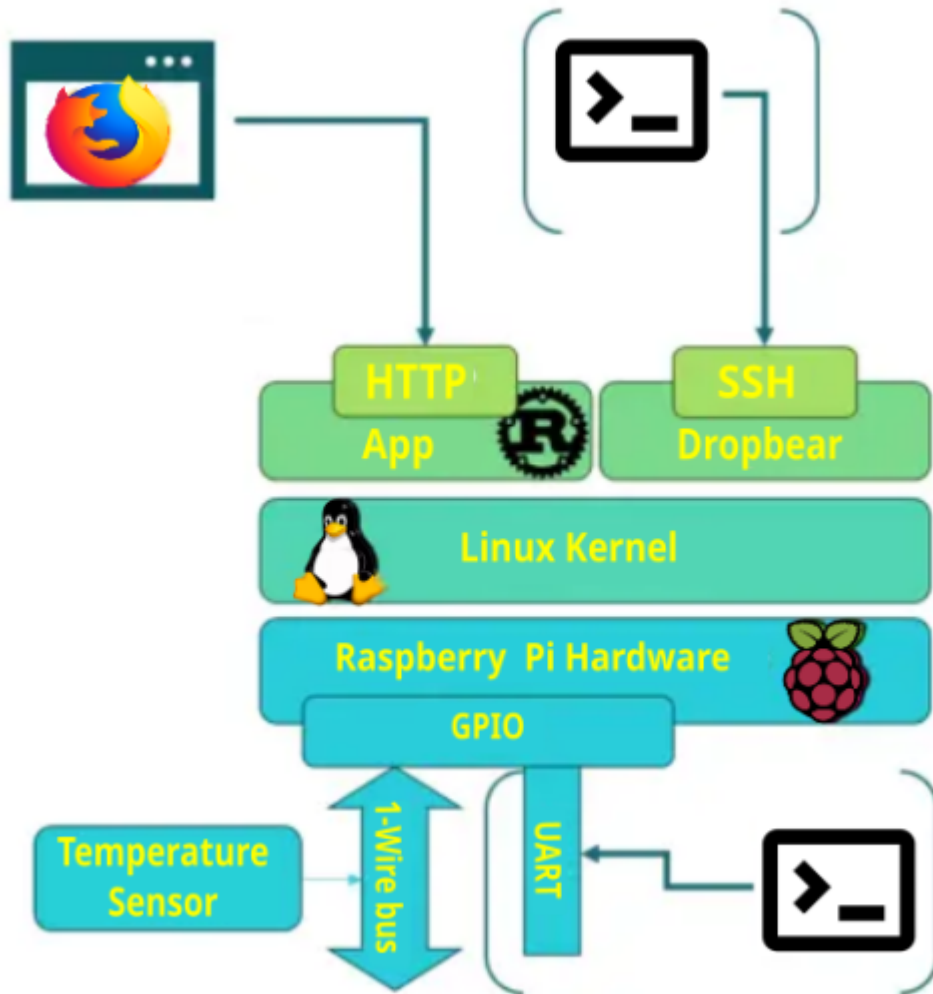 HTTP
SSH
App
Dropbear
Linux Kernel
Raspberry Pi Hardware
GPIO
1-Wire bus
UART
Temperature
Sensor